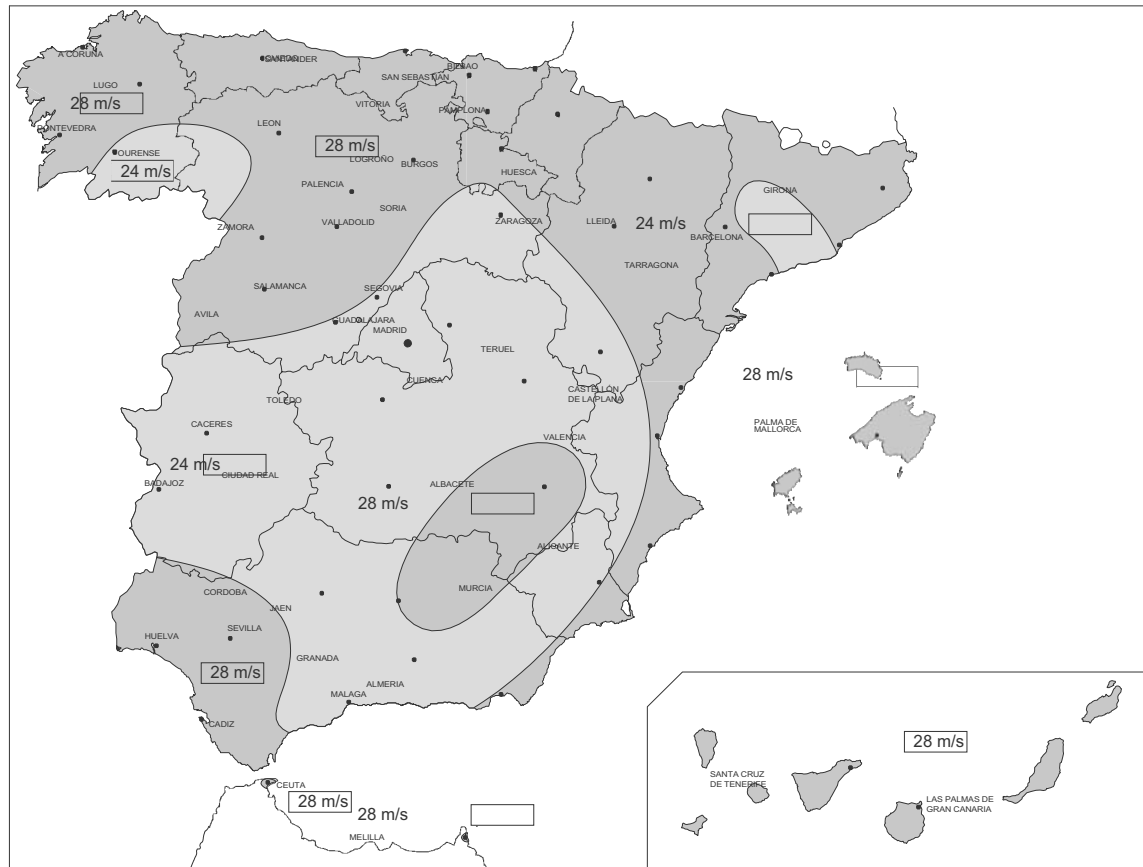 A CORUÑA
SANTANDER
BILBAO
SAN SEBASTIAN
LUGO
28 m/s
VITORIA
PAMPLONA
PONTEVEDRA
LEON
OURENSE
28 m/s
LOGROÑO
BURGOS
24 m/s
HUESCA
PALENCIA
GIRONA
SORIA
ZAMORA
VALLADOLID
ZARAGOZA
LLEIDA
24 m/s
BARCELONA
TARRAGONA
SALAMANCA
SEGOVIA
AVILA
GUADALAJARA
MADRID
TERUEL
CUENCA
28 m/s
TOLEDO
CASTELLÓN
DE LA PLANA
CACERES
PALMA DE
MALLORCA
VALENCIA
24 m/s
CIUDAD REAL
BADAJOZ
ALBACETE
28 m/s
ALICANTE
CORDOBA
JAEN
MURCIA
HUELVA
SEVILLA
GRANADA
28 m/s
ALMERIA
MALAGA
CADIZ
CEUTA
28 m/s
28 m/s
MELILLA
28 m/s
SANTA CRUZ
DE TENERIFE
LAS PALMAS DE
GRAN CANARIA